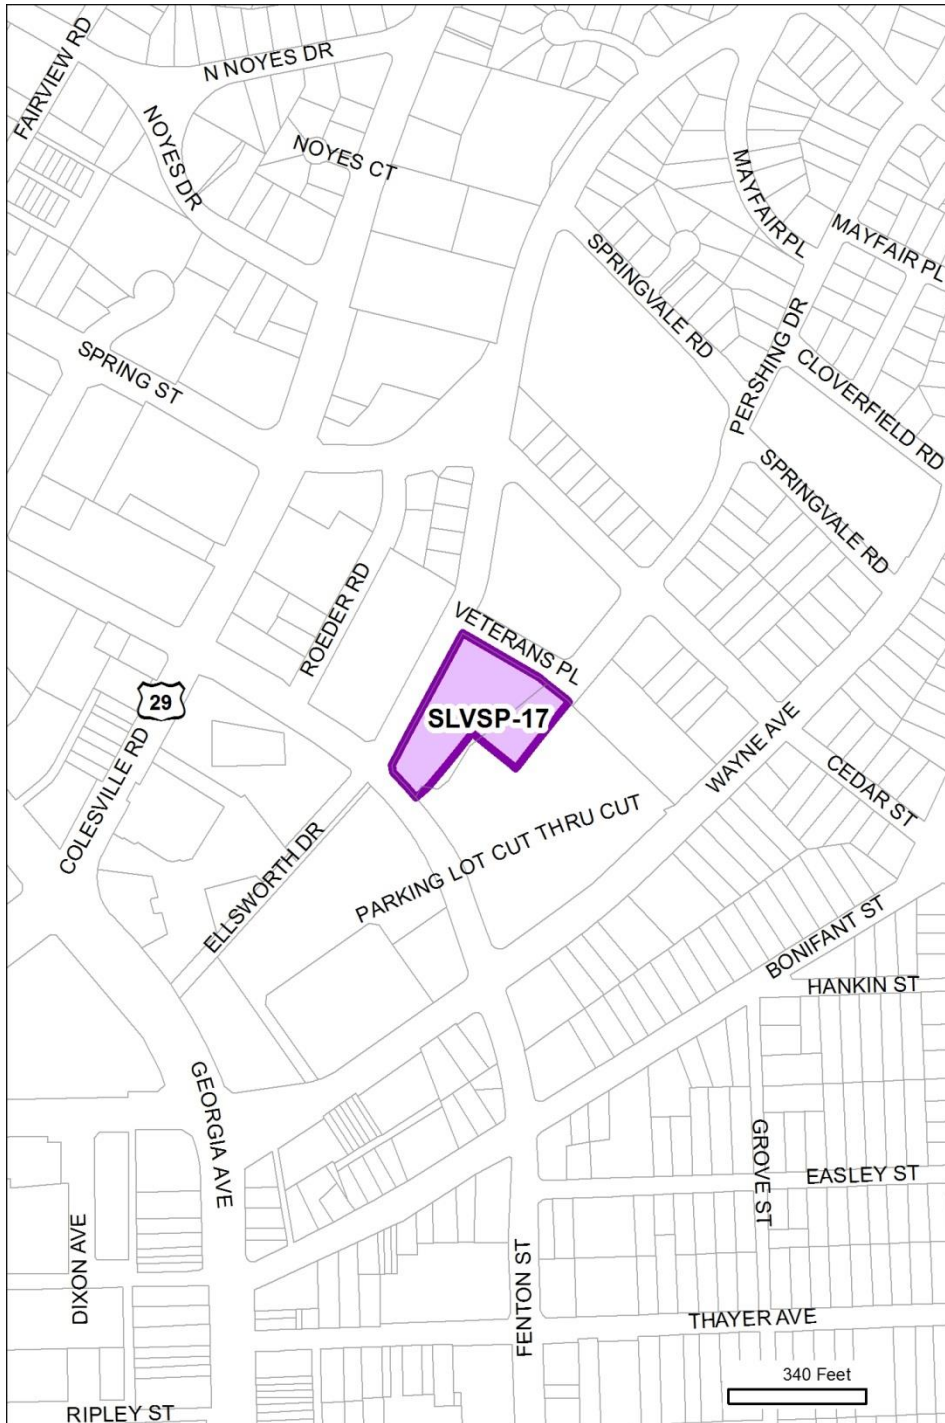 FAIRVIEW RD
N NOYES DR
NOYES DR
NOYES CT
MAYFAIR PL
MAYFAIR PL
SPRINGVALE RD
PERSHING DR
SPRING ST
CLOVERFIELD RD
SPRINGVALE RD
ROEDER RD
VETERANS PL
29
SLVSP-17
COLESVILLE RD
WAYNE AVE
CEDAR ST
PARKING LOT CUT THRU CUT
ELLSWORTH DR
BONIFANT ST
HANKIN ST
GEORGIA AVE
GROVE ST
EASLEY ST
DIXON AVE
FENTON ST
THAYER AVE
340 Feet
RIPLEY ST